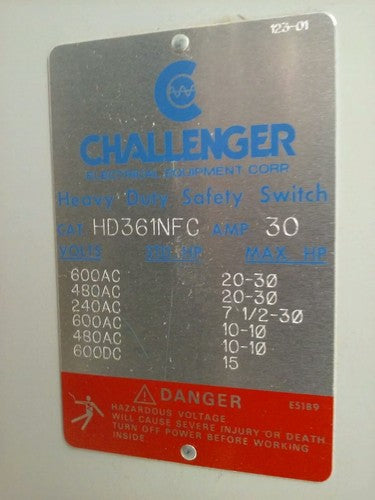 123-01
CHALLENGER
ELECTRICAL EQUIPMENT CORP
Heavy Duty Safety Switch
CAT HD361NFC AMP 30
VOLTS STD HP MAX HP
600AC 20-30
480AC 20-30
240AC 7 1/2-30
600AC 10-10
480AC 10-10
600DC 15
DANGER
ES1B9
HAZARDOUS VOLTAGE
WILL CAUSE SEVERE INJURY OR DEATH
TURN OFF POWER BEFORE WORKING
INSIDE